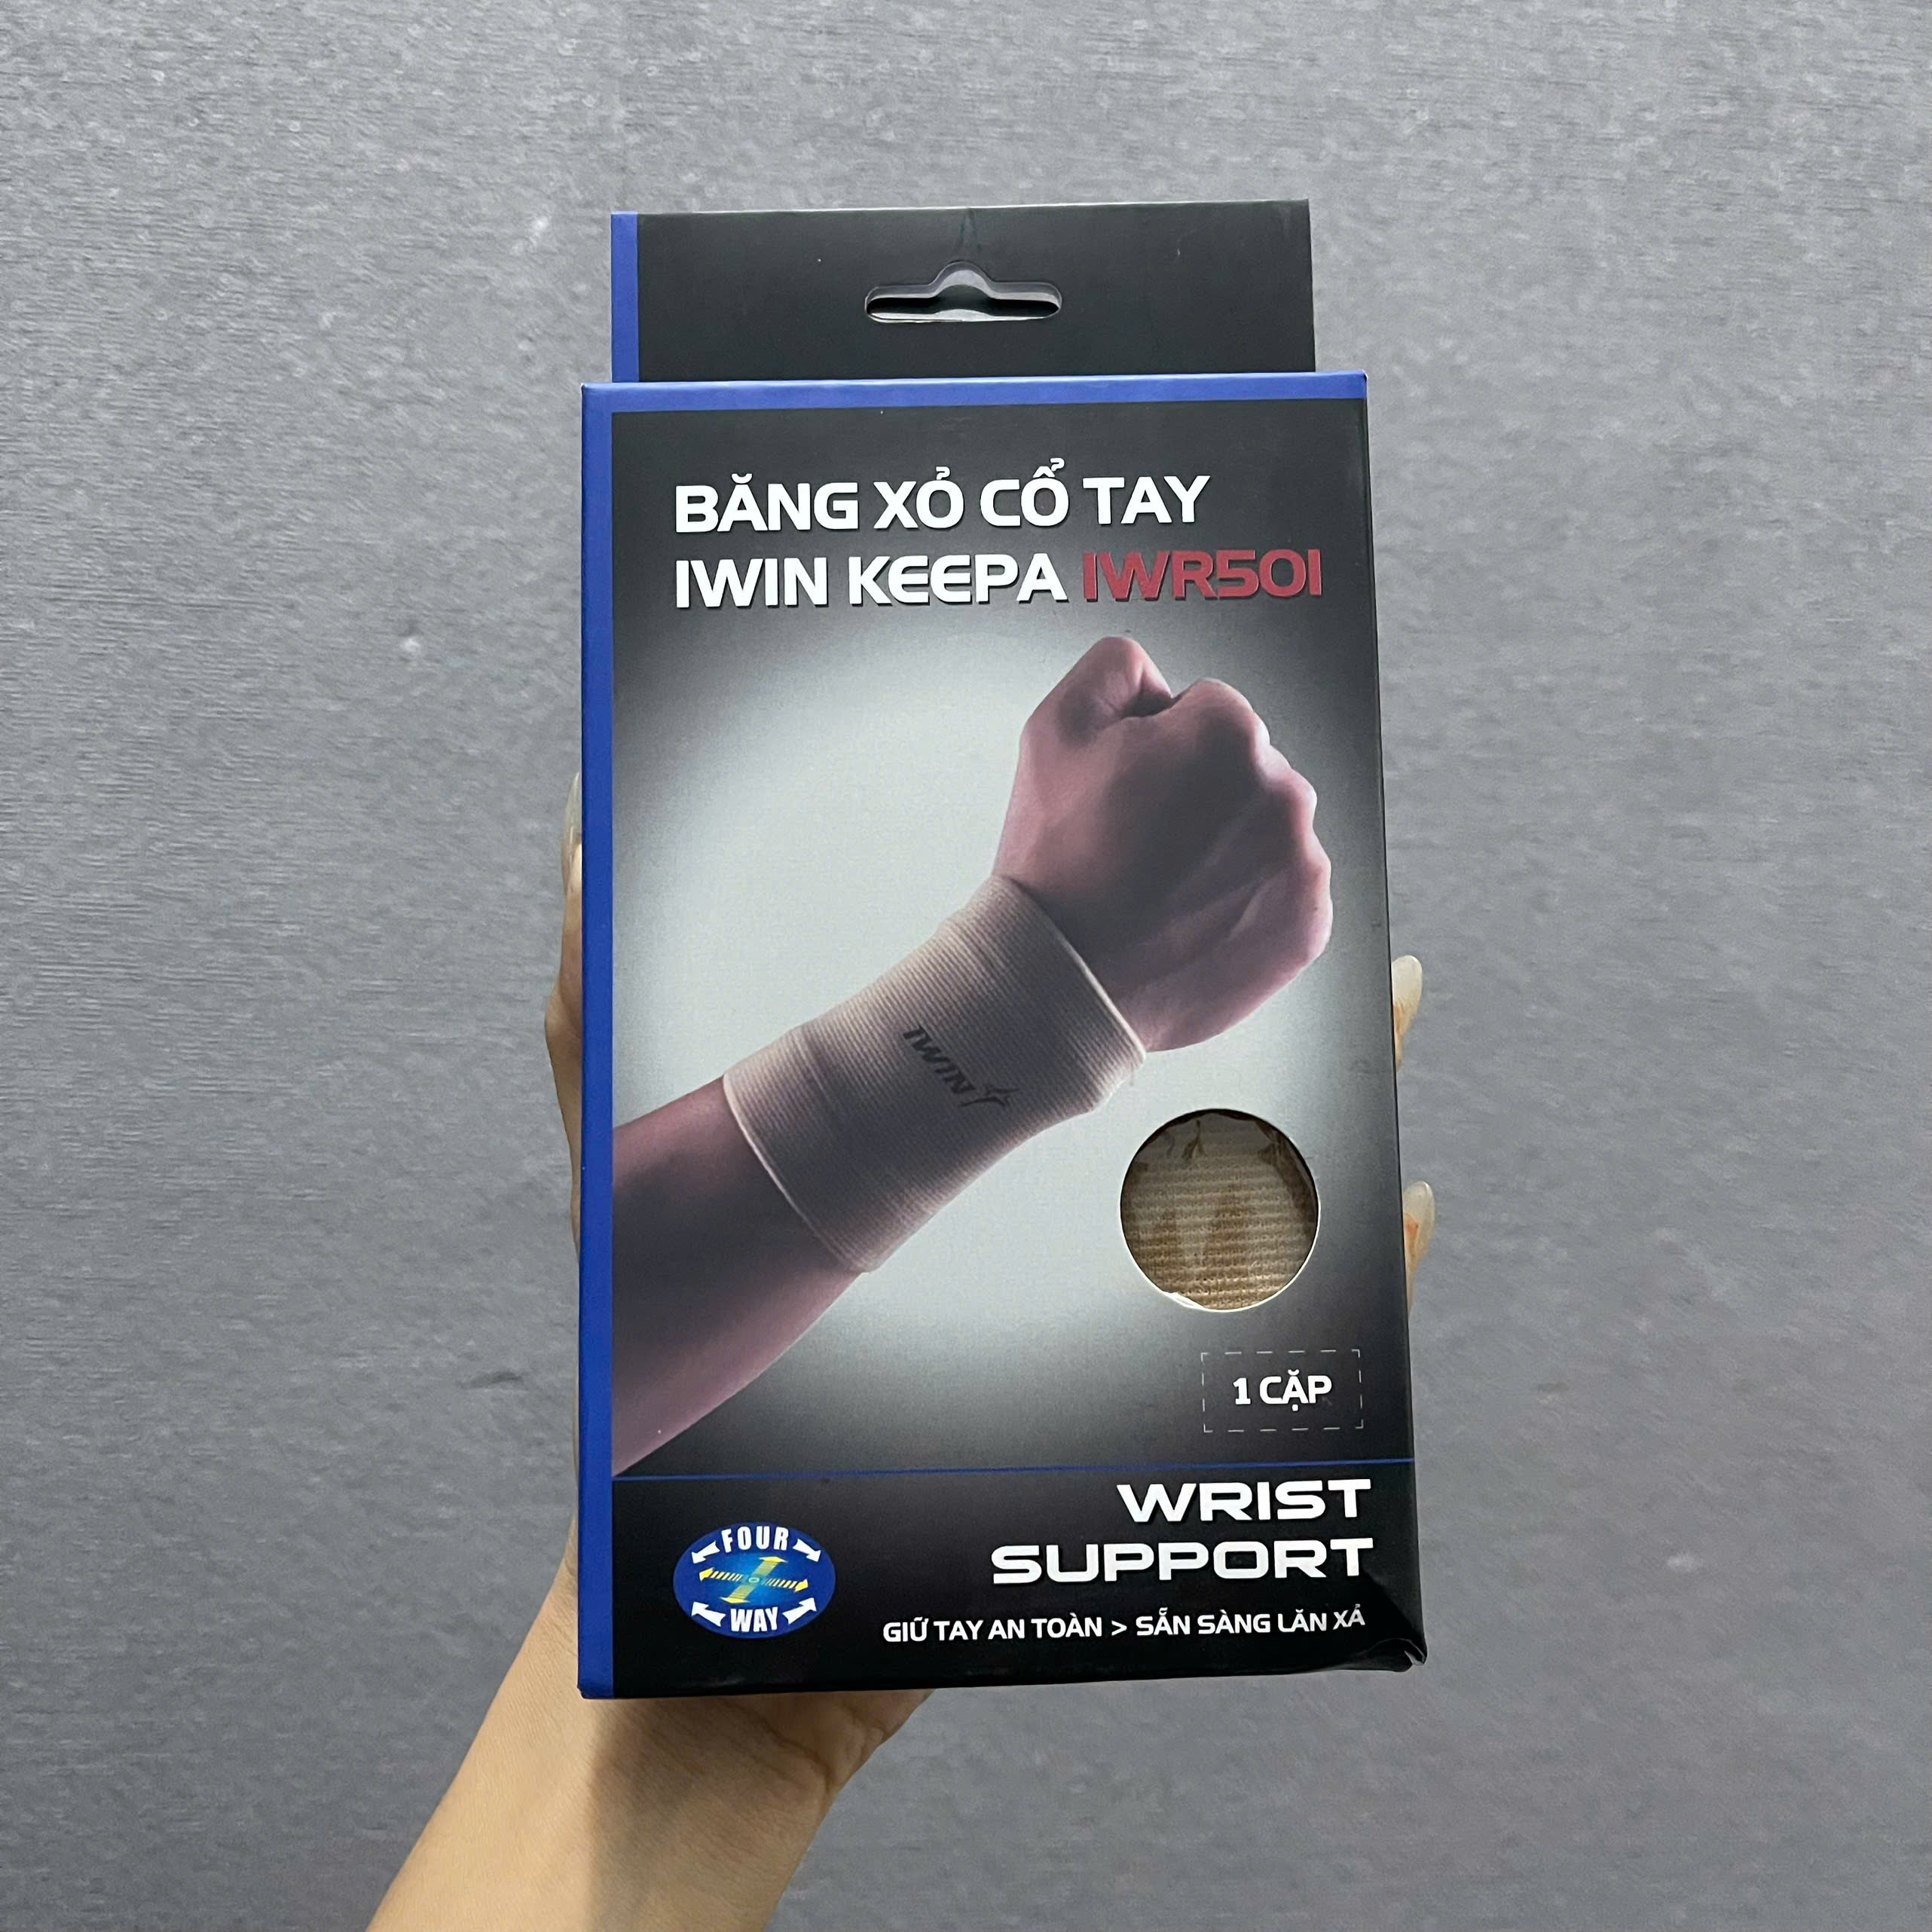 BĂNG XỎ CỔ TAY
IWIN KEEPA IWR501
IWIN
1 CẶP
WRIST
SUPPORT
FOUR
WAY
GIỮ TAY AN TOÀN > SẴN SÀNG LĂN XẢ